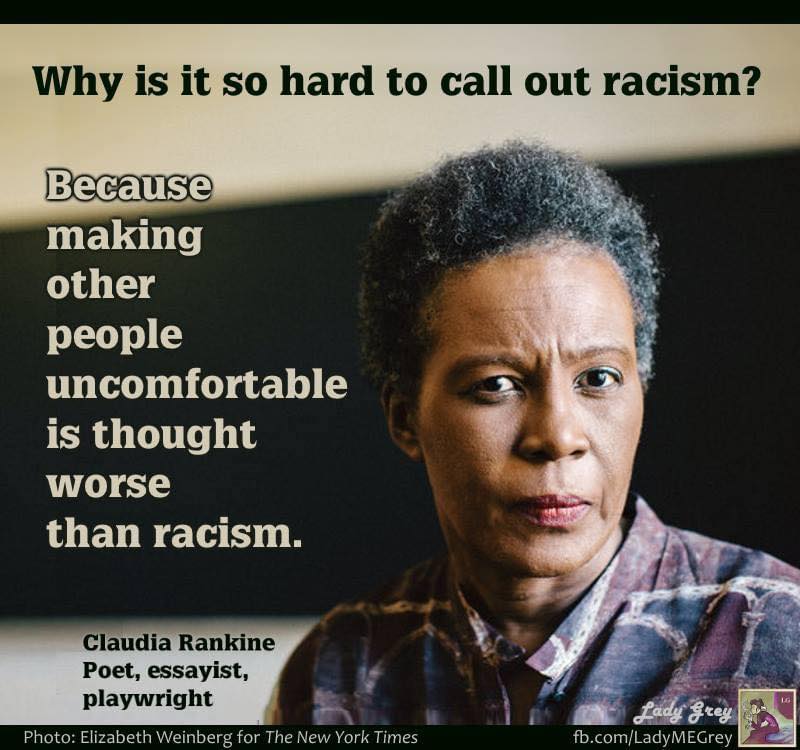 Why is it so hard to call out racism?
Because
making
other
people
uncomfortable
is thought
worse
than racism.
Claudia Rankine
Poet, essayist,
playwright
Lady Grey
LG
Photo: Elizabeth Weinberg for The New York Times
fb.com/LadyMEGrey